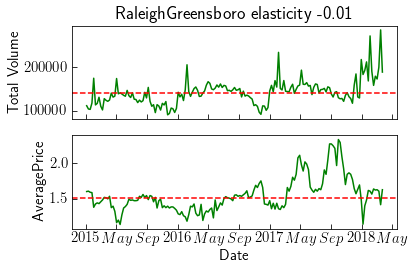 RaleighGreensboro elasticity -0.01
Total Volume
200000
100000
AveragePrice
2.0
1.5
2015 May Sep 2016 May Sep 2017 May Sep 2018 May
Date